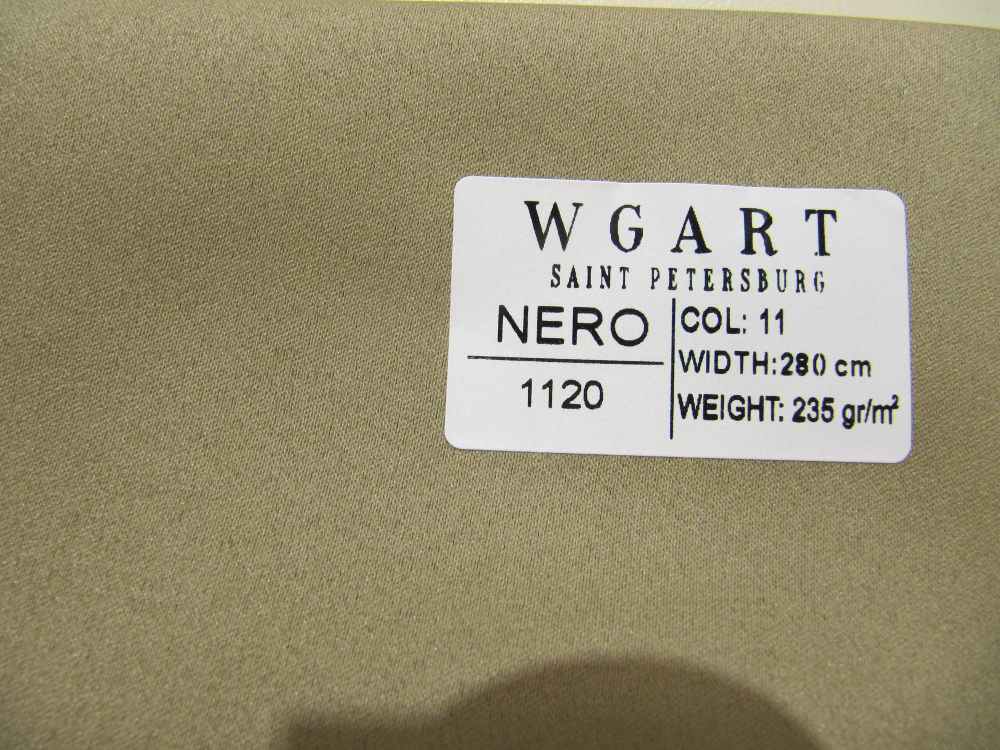 WGART
SAINT PETERSBURG
NERO
1120
COL: 11
WIDTH:280 cm
WEIGHT: 235 gr/m²